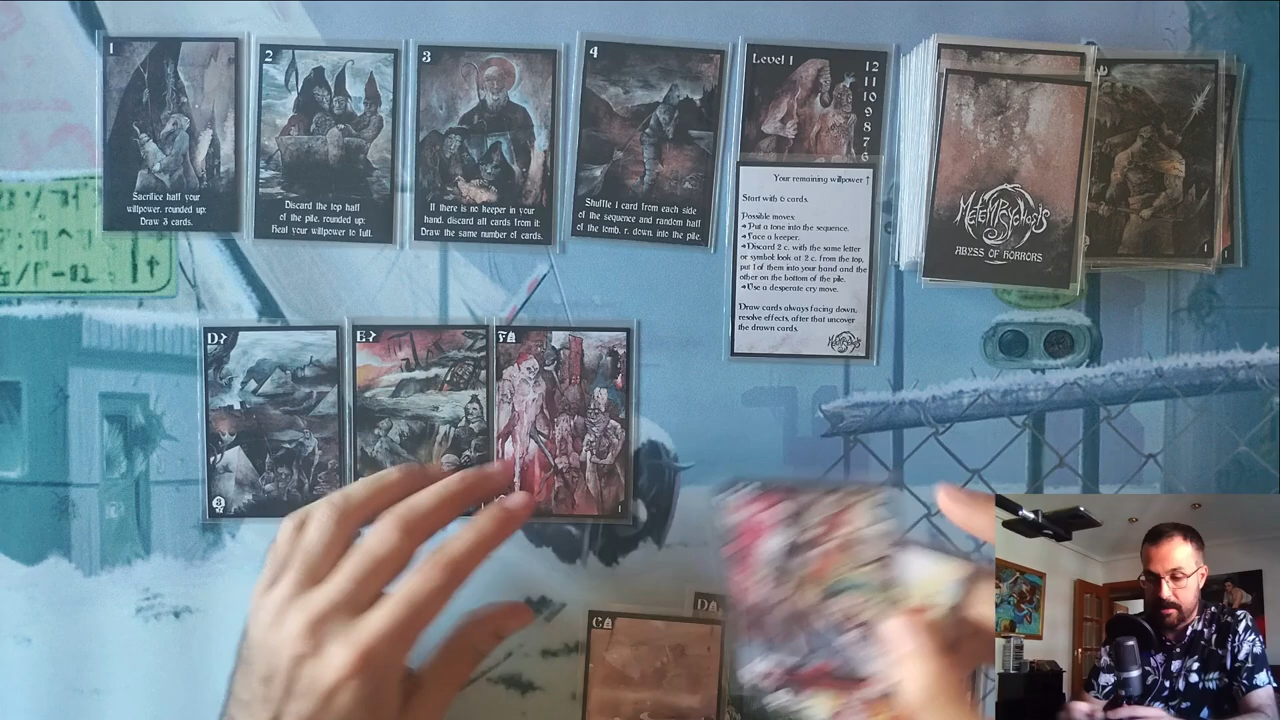 1
Sacrifice half your
willpower, rounded up:
Draw 3 cards.
2
Discard the top half
of the pile, rounded up:
Heal your willpower to full.
3
If there is no keeper in your
hand, discard all cards from it:
Draw the same number of cards.
4
Shuffle 1 card from each side
of the sequence and random half
of the tomb, r. down, into the pile.
Level 1
12
11
10
9
8
7
6
Your remaining willpower ↑
Start with 6 cards.
Possible moves:
Put a tone into the sequence.
Face a keeper.
Discard 2 c. with the same letter
or symbol look at 2 c. from the top,
put 1 of them into your hand and the
other on the bottom of the pile.
Use a desperate cry move.
Draw cards always facing down,
resolve effects, after that uncover
the drawn cards.
Metempsychosis
Metempsychosis
Abyss of Horrors
1
D
3
E
F
1
C
D